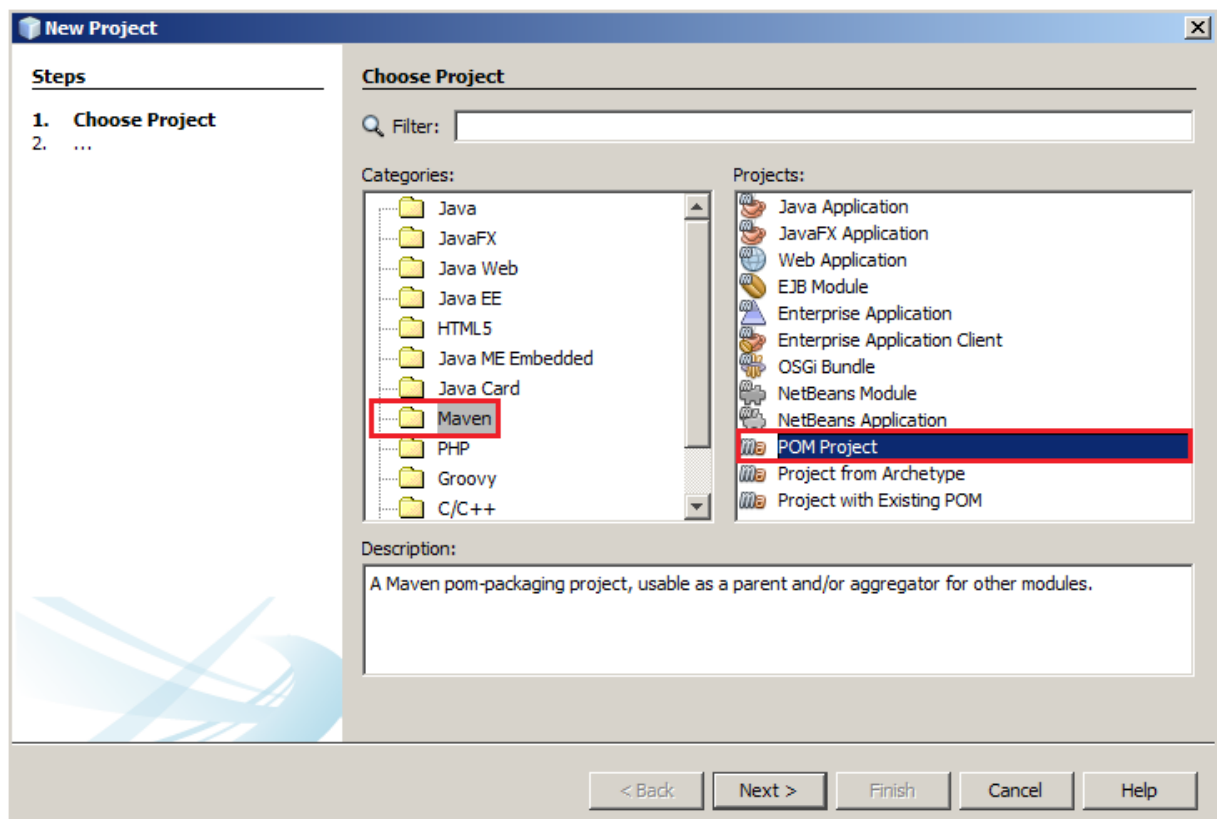 New Project
Steps
1. Choose Project
2. ...
Choose Project
Filter:
Categories:
Java
JavaFX
Java Web
Java EE
HTML5
Java ME Embedded
Java Card
Maven
PHP
Groovy
C/C++
Projects:
Java Application
JavaFX Application
Web Application
EJB Module
Enterprise Application
Enterprise Application Client
OSGi Bundle
NetBeans Module
NetBeans Application
POM Project
Project from Archetype
Project with Existing POM
Description:
A Maven pom-packaging project, usable as a parent and/or aggregator for other modules.
< Back Next > Finish Cancel Help